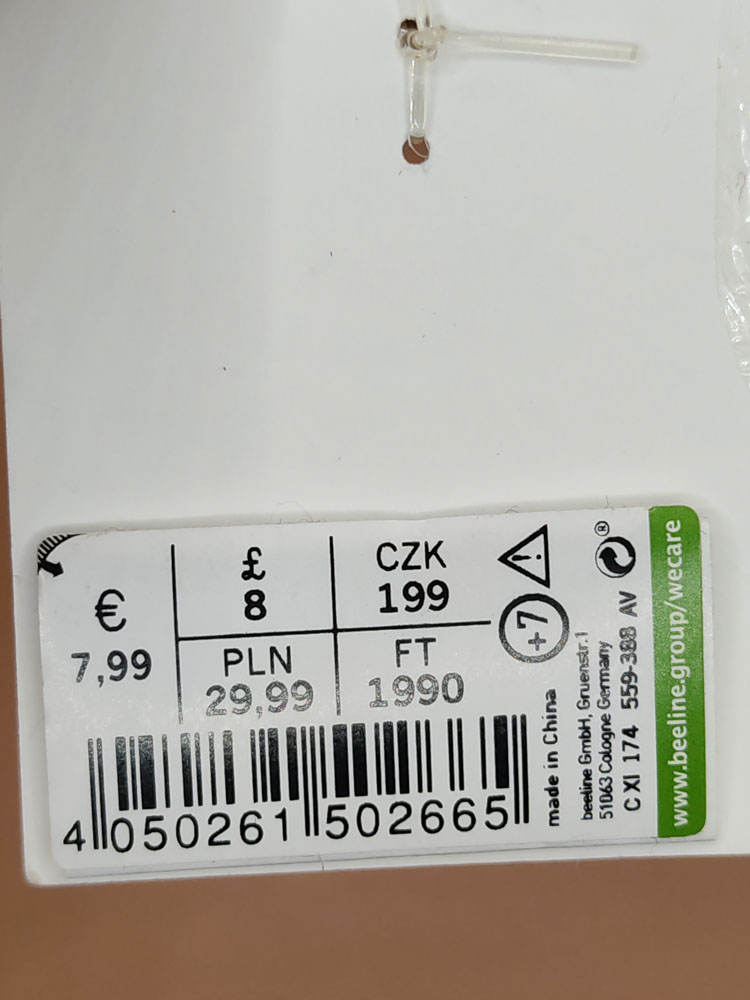 €
7,99
£
8
CZK
199
PLN
29,99
FT
1990
4 050261 502665
+7
made in China
beeline GmbH, Gruenstr.1
51063 Cologne Germany
C XI 174 559-388 AV ®
www.beeline.group/wecare